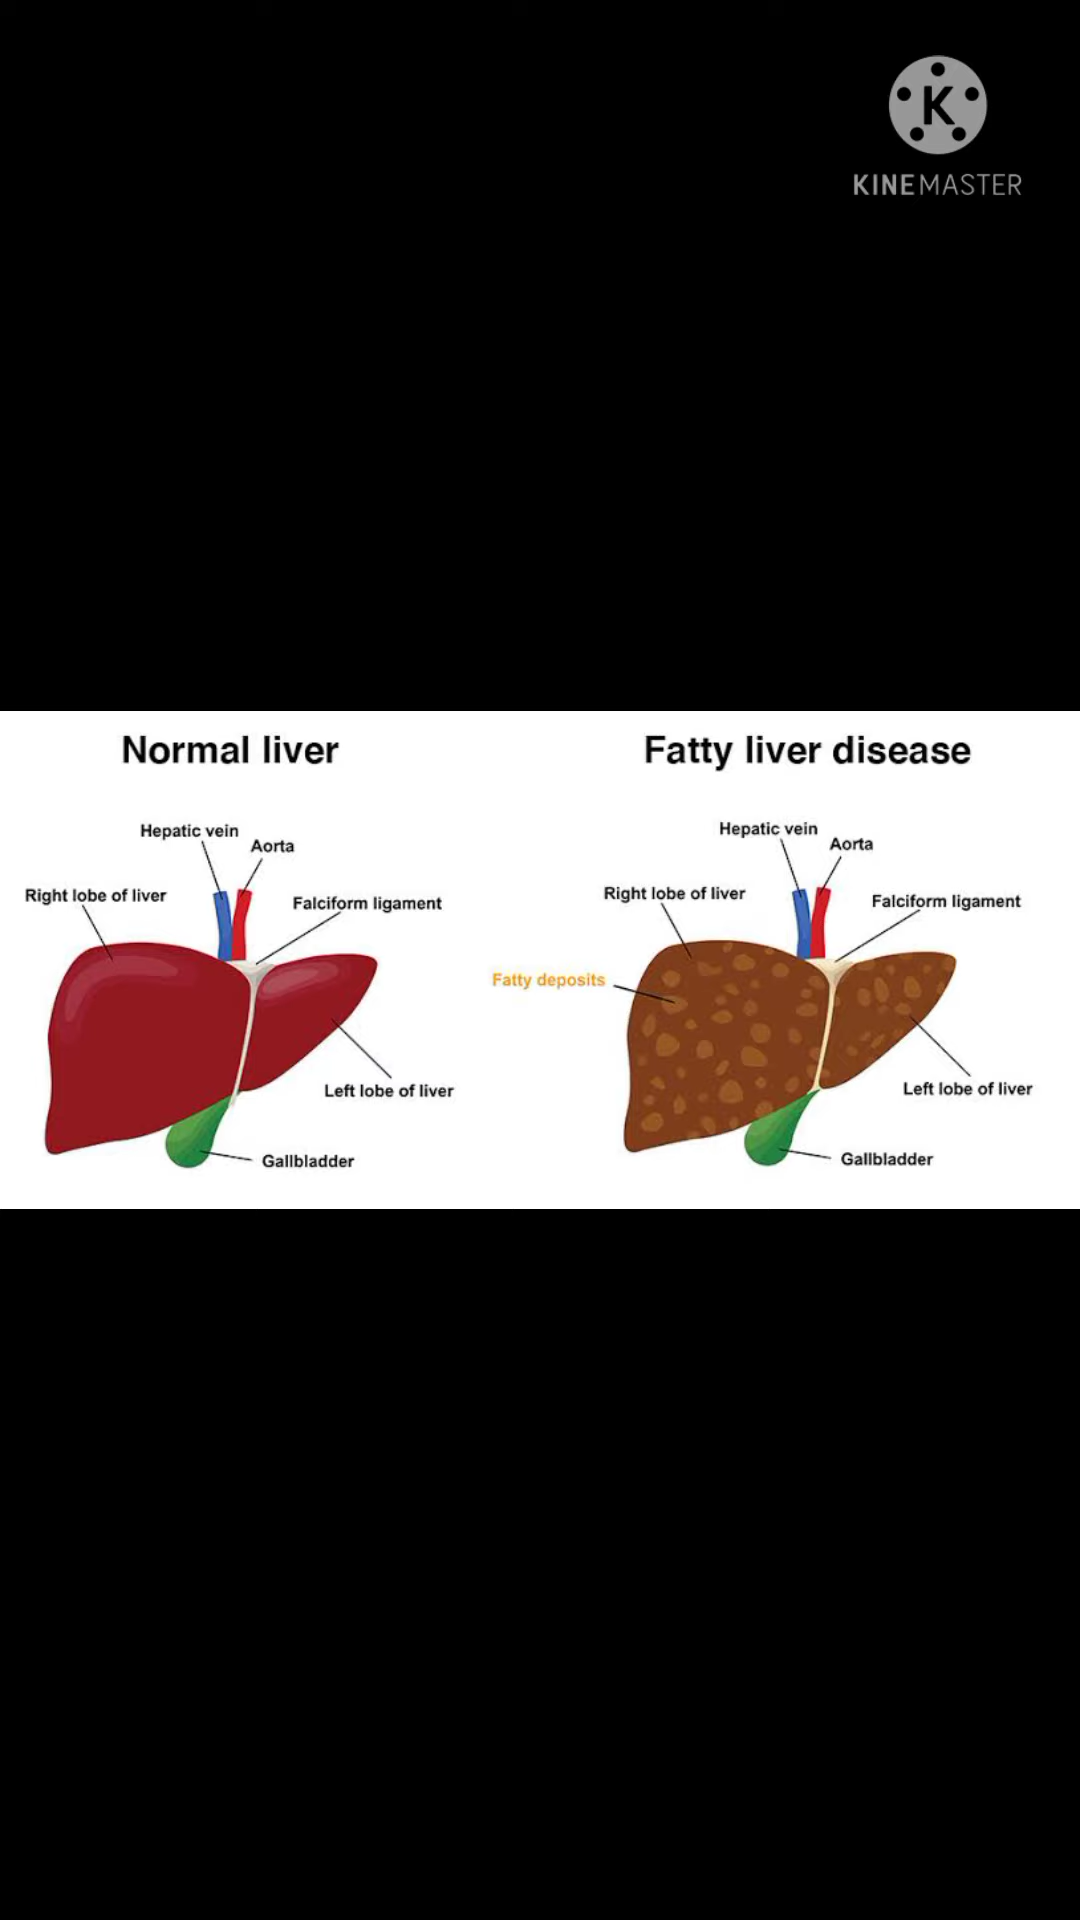 K
KINEMASTER
Normal liver
Hepatic vein
Aorta
Right lobe of liver
Falciform ligament
Left lobe of liver
Gallbladder
Fatty liver disease
Hepatic vein
Aorta
Right lobe of liver
Falciform ligament
Fatty deposits
Left lobe of liver
Gallbladder